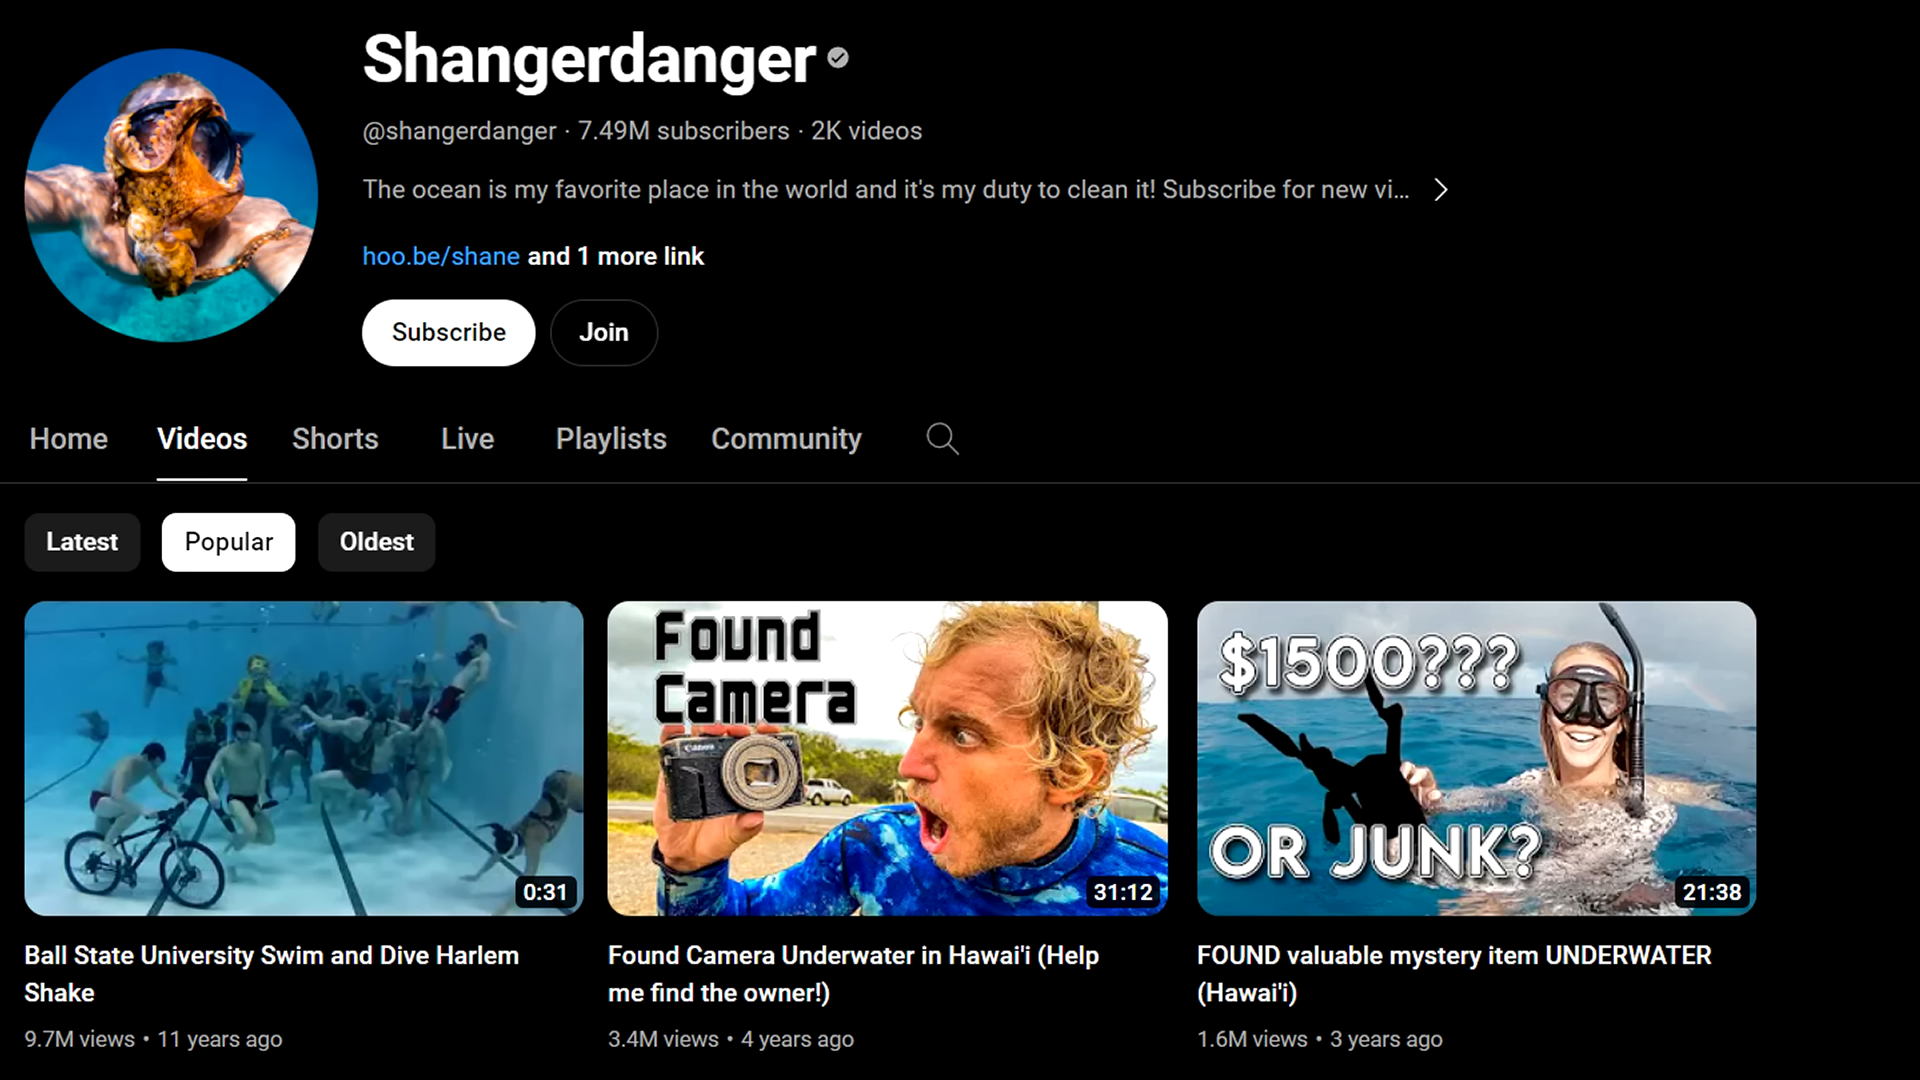 Shangerdanger
@shangerdanger · 7.49M subscribers · 2K videos
The ocean is my favorite place in the world and it's my duty to clean it! Subscribe for new vi...
hoo.be/shane and 1 more link
Subscribe
Join
Home
Videos
Shorts
Live
Playlists
Community
Latest
Popular
Oldest
0:31
Found
Camera
Canon
31:12
$1500???
OR JUNK?
21:38
Ball State University Swim and Dive Harlem
Shake
9.7M views • 11 years ago
Found Camera Underwater in Hawai'i (Help
me find the owner!)
3.4M views • 4 years ago
FOUND valuable mystery item UNDERWATER
(Hawai'i)
1.6M views • 3 years ago